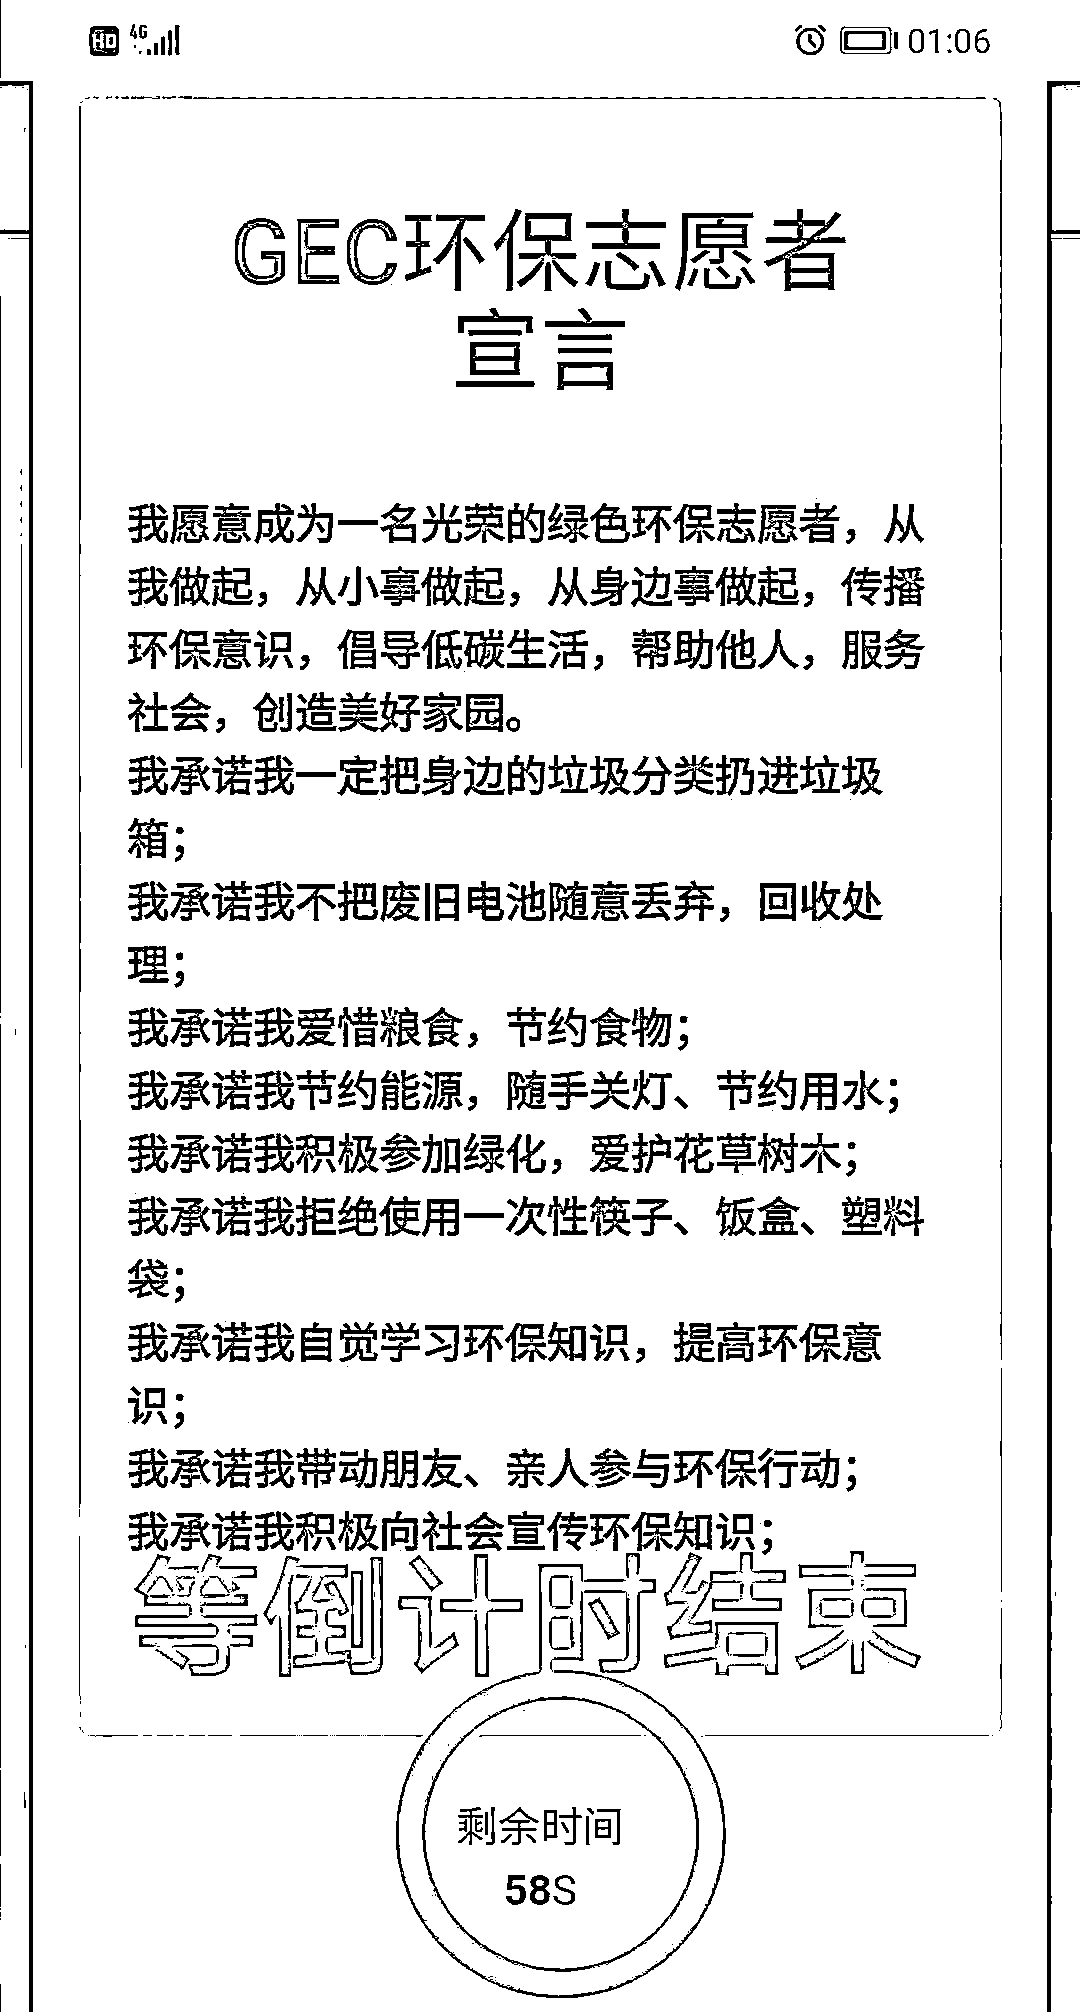 HD 4G 01:06
GEC环保志愿者
宣言
我愿意成为一名光荣的绿色环保志愿者，从
我做起，从小事做起，从身边事做起，传播
环保意识，倡导低碳生活，帮助他人，服务
社会，创造美好家园。
我承诺我一定把身边的垃圾分类扔进垃圾
箱；
我承诺我不把废旧电池随意丢弃，回收处
理；
我承诺我爱惜粮食，节约食物；
我承诺我节约能源，随手关灯、节约用水；
我承诺我积极参加绿化，爱护花草树木；
我承诺我拒绝使用一次性筷子、饭盒、塑料
袋；
我承诺我自觉学习环保知识，提高环保意
识；
我承诺我带动朋友、亲人参与环保行动；
我承诺我积极向社会宣传环保知识；
等倒计时结束
剩余时间
58S